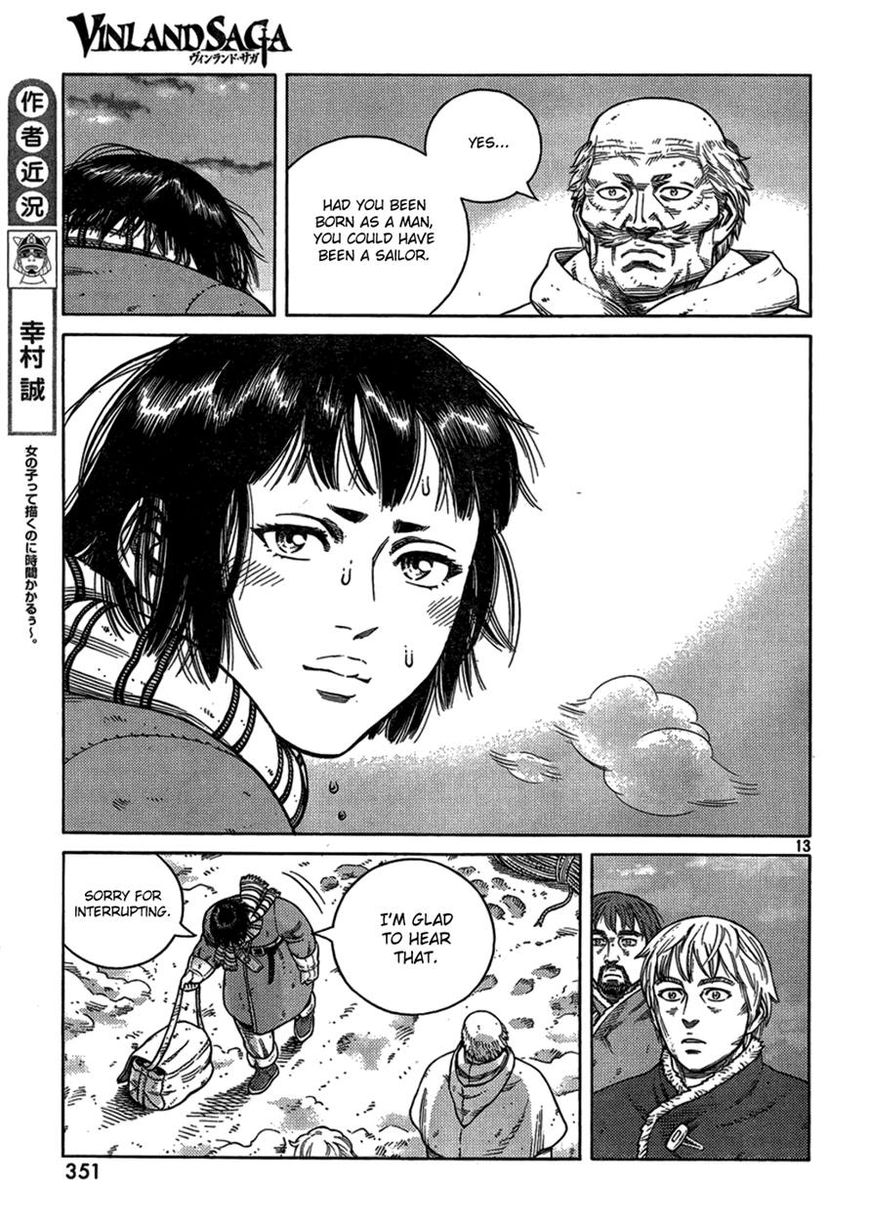 VINLAND SAGA
ヴィンランド・サガ
作者近況
幸村誠
女の子って描くのに時間かかるぅ〜。
YES...
HAD YOU BEEN
BORN AS A MAN,
YOU COULD HAVE
BEEN A SAILOR.
13
I'M GLAD
TO HEAR
THAT.
SORRY FOR
INTERRUPTING.
351